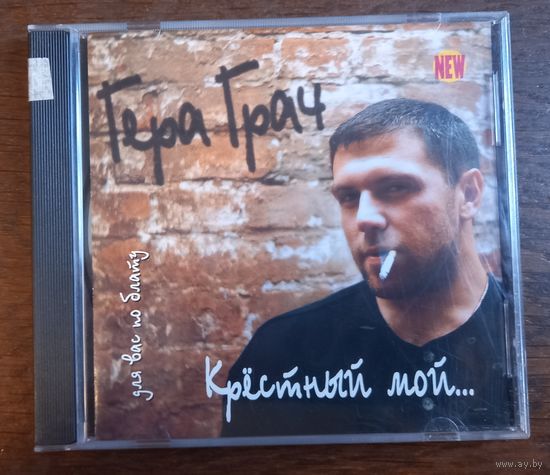 NEW
Гера Грач
для вас по блату
Крёстный мой...
www.ay.by